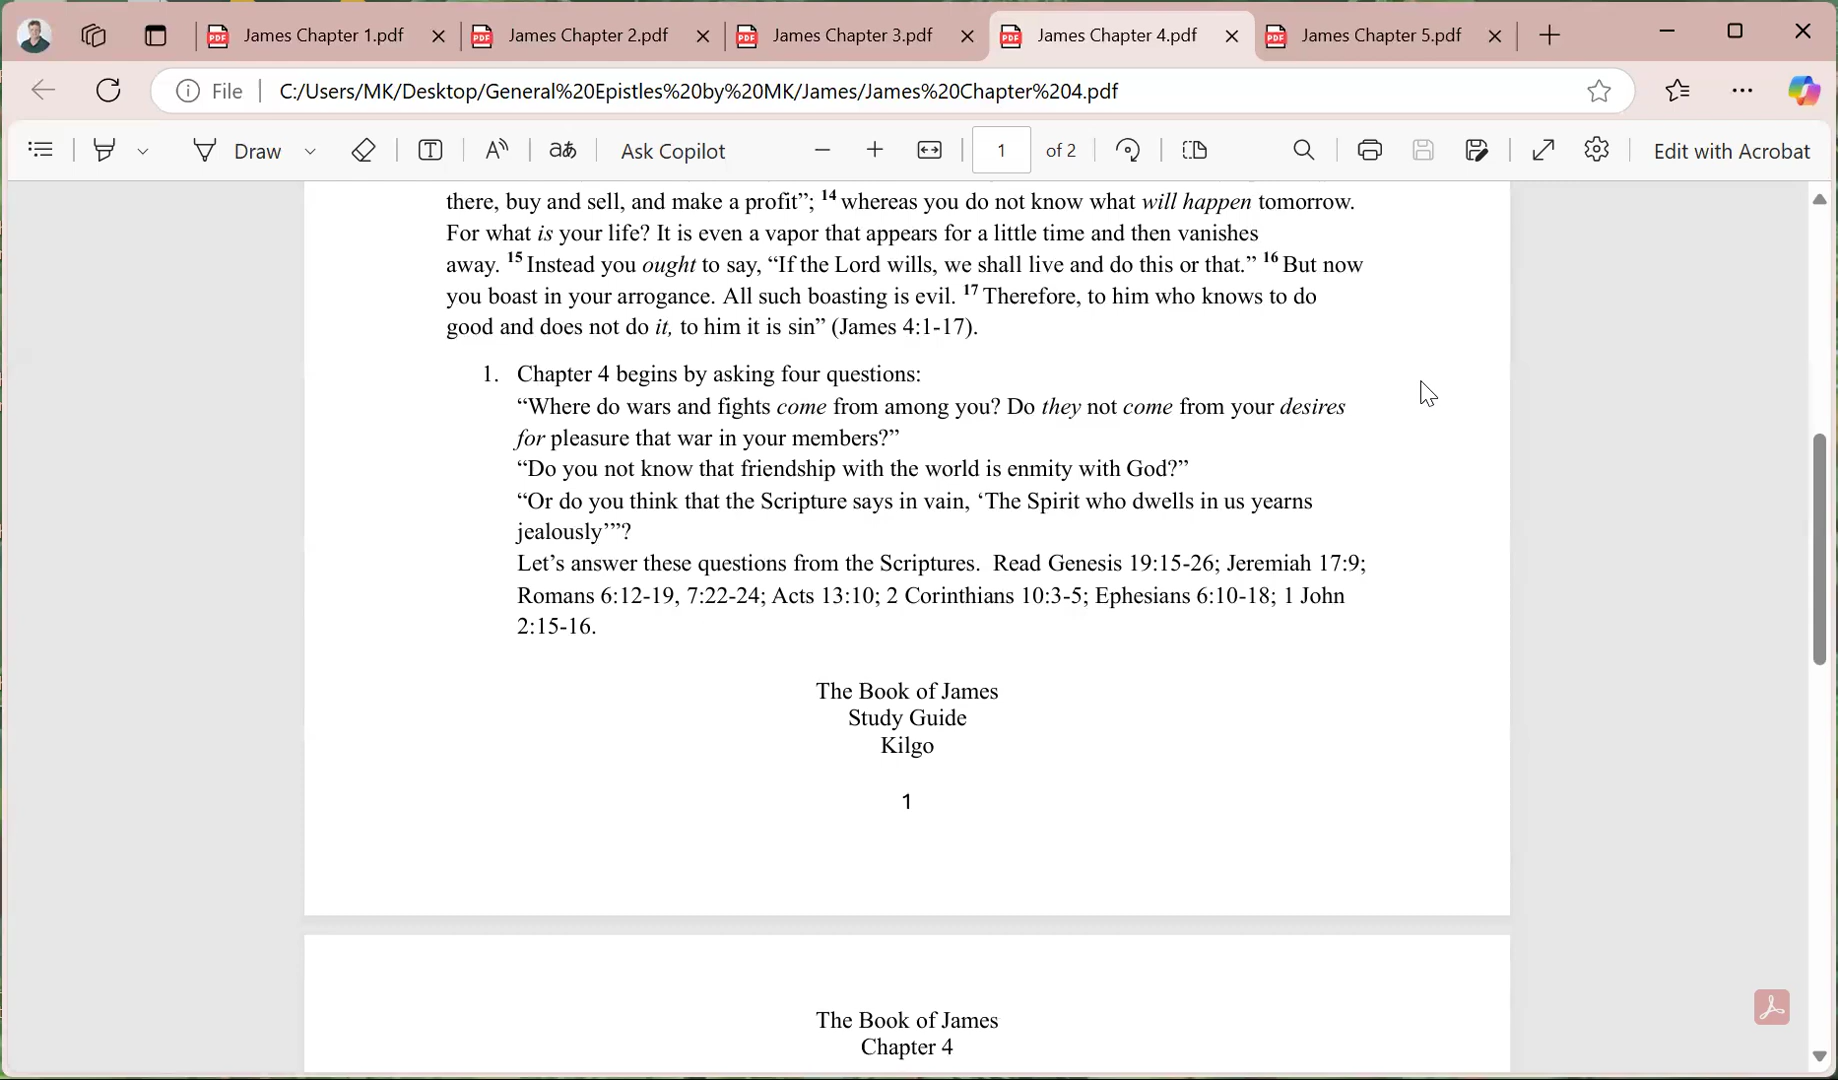 James Chapter 1.pdf
James Chapter 2.pdf
James Chapter 3.pdf
James Chapter 4.pdf
James Chapter 5.pdf
File
C:/Users/MK/Desktop/General%20Epistles%20by%20MK/James/James%20Chapter%204.pdf
Draw
aあ
Ask Copilot
1
of 2
Edit with Acrobat
there, buy and sell, and make a profit”; 14 whereas you do not know what will happen tomorrow.
For what is your life? It is even a vapor that appears for a little time and then vanishes
away. 15 Instead you ought to say, “If the Lord wills, we shall live and do this or that.” 16 But now
you boast in your arrogance. All such boasting is evil. 17 Therefore, to him who knows to do
good and does not do it, to him it is sin” (James 4:1-17).
1. Chapter 4 begins by asking four questions:
“Where do wars and fights come from among you? Do they not come from your desires
for pleasure that war in your members?”
“Do you not know that friendship with the world is enmity with God?”
“Or do you think that the Scripture says in vain, ‘The Spirit who dwells in us yearns
jealously’”?
Let’s answer these questions from the Scriptures.  Read Genesis 19:15-26; Jeremiah 17:9;
Romans 6:12-19, 7:22-24; Acts 13:10; 2 Corinthians 10:3-5; Ephesians 6:10-18; 1 John
2:15-16.
The Book of James
Study Guide
Kilgo
1
The Book of James
Chapter 4